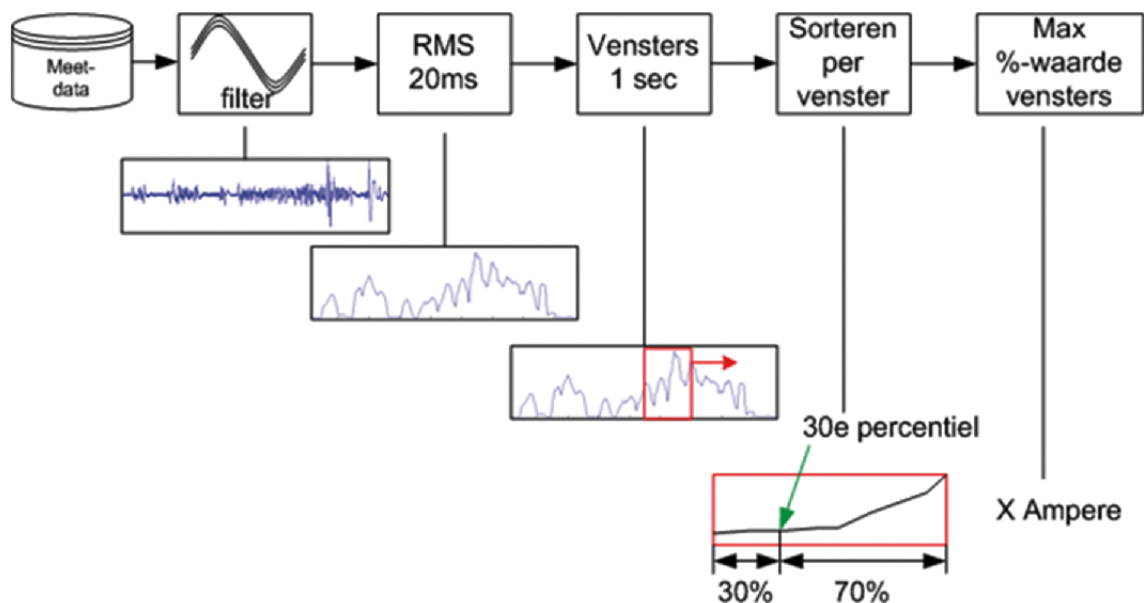 Meet-
data
filter
RMS
20ms
Vensters
1 sec
Sorteren
per
venster
Max
%-waarde
vensters
30e percentiel
X Ampere
30%
70%